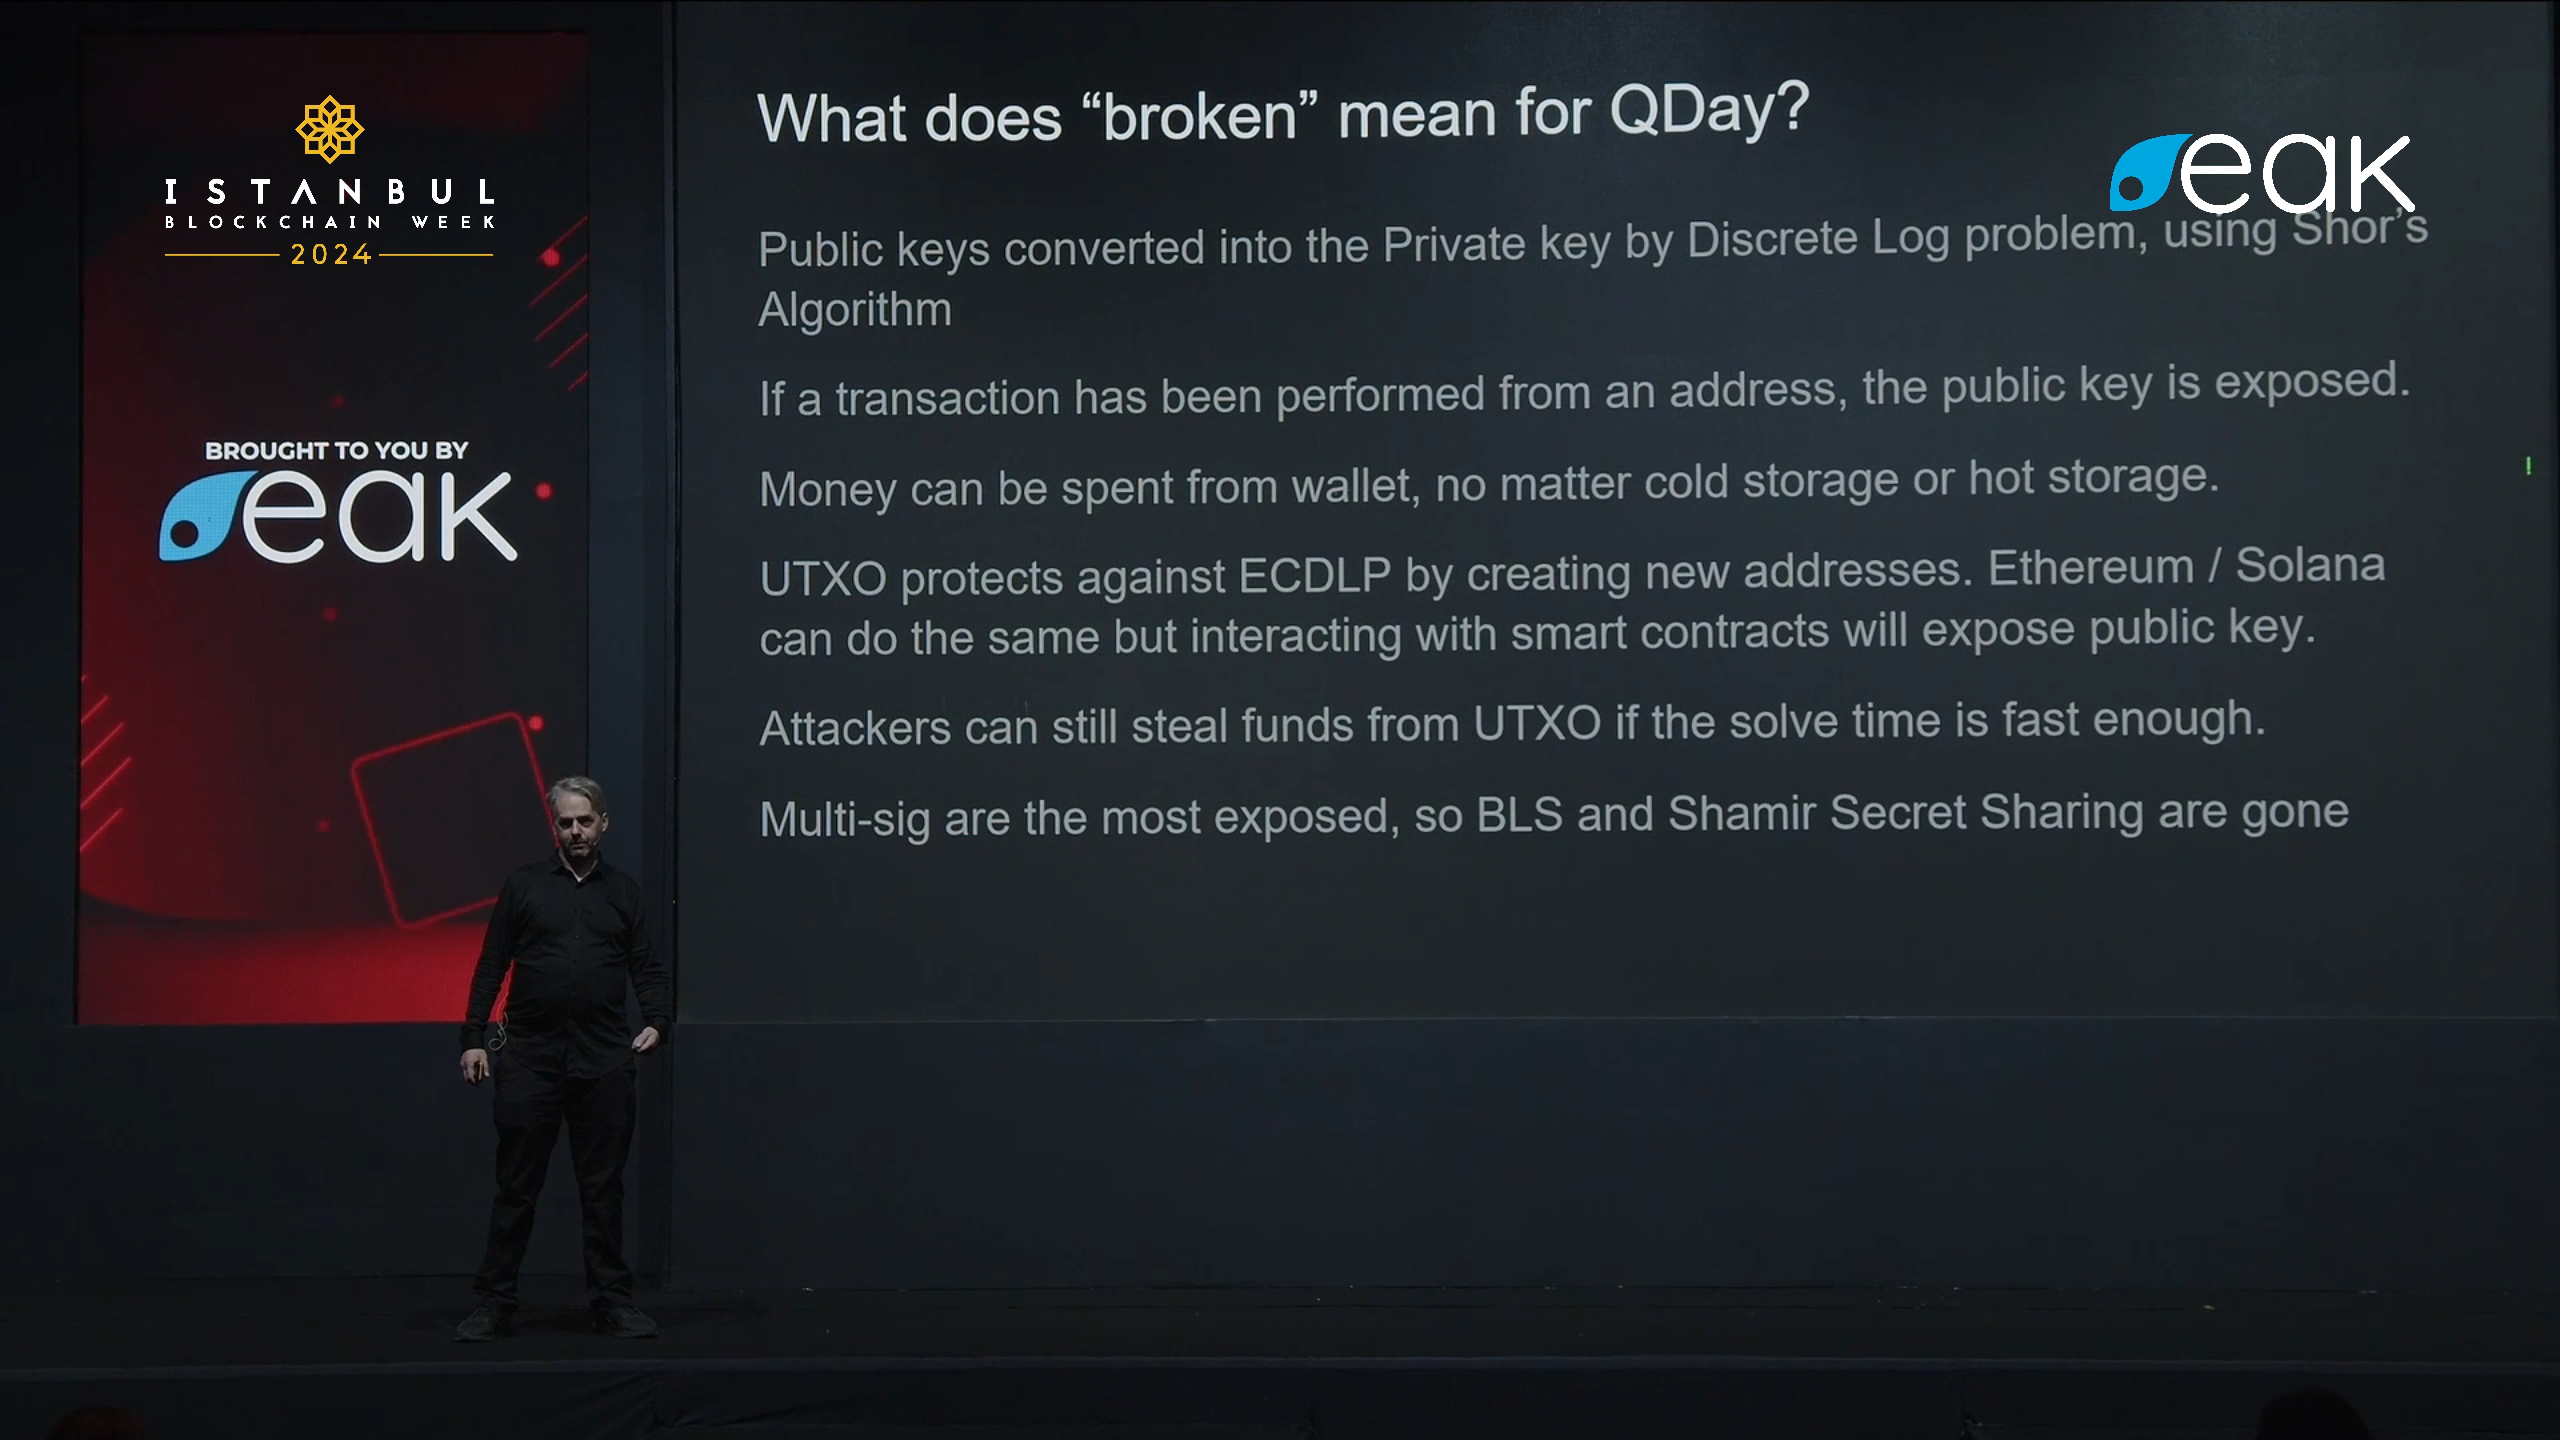 ISTANBUL
BLOCKCHAIN WEEK
2024
BROUGHT TO YOU BY
eak
What does “broken” mean for QDay?
eak
Public keys converted into the Private key by Discrete Log problem, using Shor’s
Algorithm
If a transaction has been performed from an address, the public key is exposed.
Money can be spent from wallet, no matter cold storage or hot storage.
UTXO protects against ECDLP by creating new addresses. Ethereum / Solana
can do the same but interacting with smart contracts will expose public key.
Attackers can still steal funds from UTXO if the solve time is fast enough.
Multi-sig are the most exposed, so BLS and Shamir Secret Sharing are gone